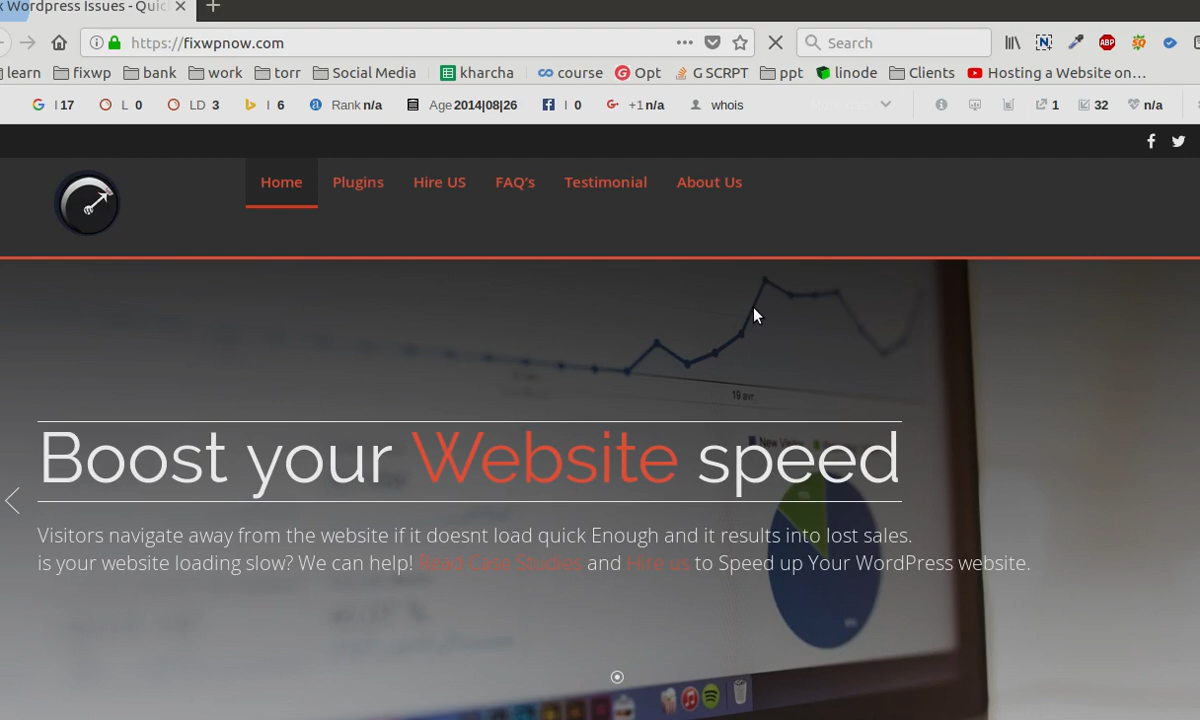 x Wordpress Issues - Quic
https://fixwpnow.com
Search
learn fixwp bank work torr Social Media kharcha course Opt G SCRPT ppt linode Clients Hosting a Website on…
I 17 L 0 LD 3 I 6 Rank n/a Age 2014|08|26 I 0 +1 n/a whois 1 32 n/a
Home Plugins Hire US FAQ's Testimonial About Us
19 avr.
Boost your Website speed
Visitors navigate away from the website if it doesnt load quick Enough and it results into lost sales.
is your website loading slow? We can help! Read Case Studies and Hire us to Speed up Your WordPress website.